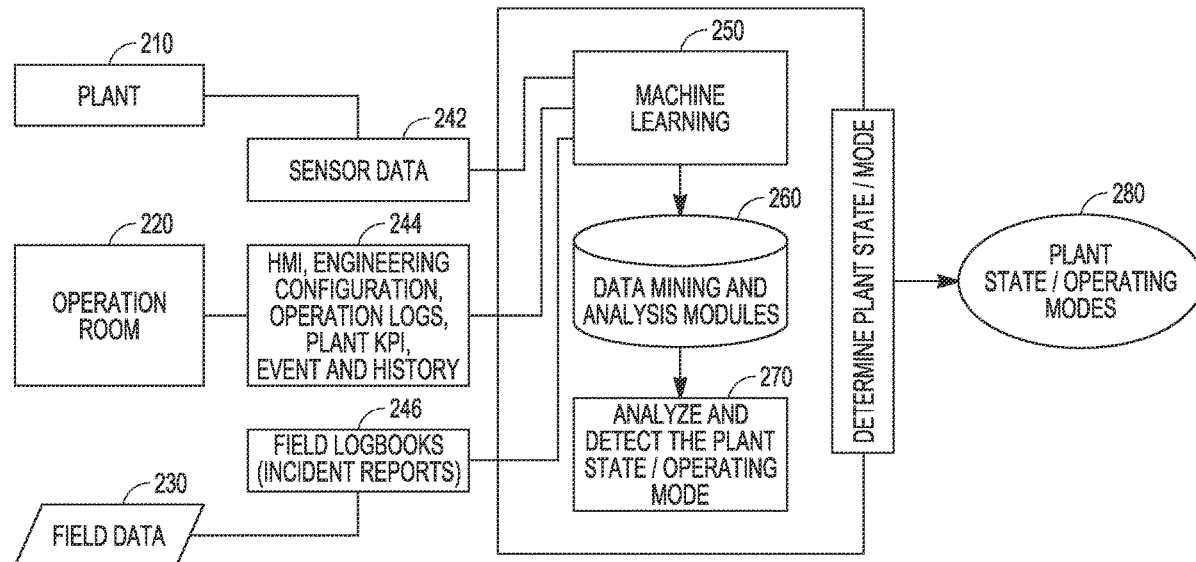 210
PLANT
242
SENSOR DATA
220
OPERATION
ROOM
244
HMI, ENGINEERING
CONFIGURATION,
OPERATION LOGS,
PLANT KPI,
EVENT AND HISTORY
246
FIELD LOGBOOKS
(INCIDENT REPORTS)
230
FIELD DATA
250
MACHINE
LEARNING
260
DATA MINING AND
ANALYSIS MODULES
270
ANALYZE AND
DETECT THE PLANT
STATE / OPERATING
MODE
DETERMINE PLANT STATE / MODE
280
PLANT
STATE / OPERATING
MODES